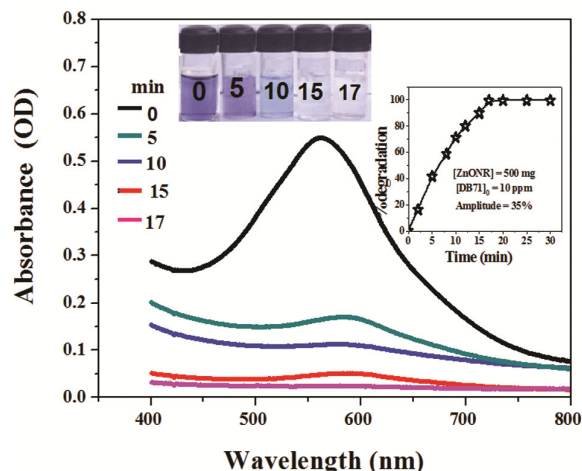 0.8
0.7
0.6
0.5
0.4
0.3
0.2
0.1
0.0
Absorbance (OD)
min
0
5
10
15
17
0 5 10 15 17
100
80
60
40
20
0
%degradation
[ZnONR] = 500 mg
[DB71]0 = 10 ppm
Amplitude = 35%
0 5 10 15 20 25 30
Time (min)
400 500 600 700 800
Wavelength (nm)